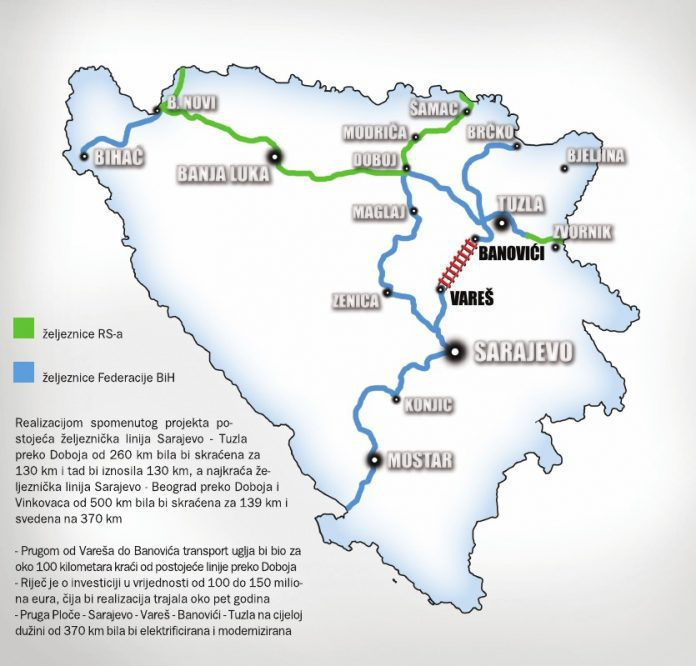 B. NOVI
ŠAMAC
MODRIČA
BRČKO
BIHAĆ
BANJA LUKA
DOBOJ
BJELJINA
MAGLAJ
TUZLA
ZVORNIK
BANOVIĆI
ZENICA
VAREŠ
željeznice RS-a
SARAJEVO
željeznice Federacije BiH
KONJIC
MOSTAR
Realizacijom spomenutog projekta po-
stojeća željeznička linija Sarajevo - Tuzla
preko Doboja od 260 km bila bi skraćena za
130 km i tad bi iznosila 130 km, a najkraća že-
ljeznička linija Sarajevo - Beograd preko Doboja i
Vinkovaca od 500 km bila bi skraćena za 139 km i
svedena na 370 km
- Prugom od Vareša do Banovića transport uglja bi bio za
oko 100 kilometara kraći od postojeće linije preko Doboja
- Riječ je o investiciji u vrijednosti od 100 do 150 milio-
na eura, čija bi realizacija trajala oko pet godina
- Pruga Ploče - Sarajevo - Vareš - Banovići - Tuzla na cijeloj
dužini od 370 km bila bi elektrificirana i modernizirana